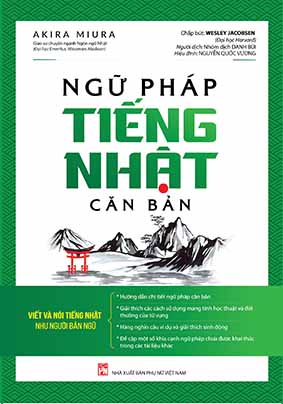 AKIRA MIURA
Giáo sư chuyên ngành Ngôn ngữ Nhật
(Đại học Emeritus, Wisconsin-Madison)
Chấp bút: WESLEY JACOBSEN
(Đại học Harvard)
Người dịch: Nhóm dịch DANH BÙI
Hiệu đính: NGUYỄN QUỐC VƯƠNG
NGỮ PHÁP
TIẾNG
NHẬT
CĂN BẢN
VIẾT VÀ NÓI TIẾNG NHẬT
NHƯ NGƯỜI BẢN NGỮ
* Hướng dẫn chi tiết ngữ pháp căn bản
* Giải thích các cách sử dụng mang tính học thuật và đời
thường của từ vựng
* Hàng nghìn câu ví dụ và giải thích sinh động
* Đề cập một số khía cạnh ngữ pháp chưa được khai thác
trong các tài liệu khác
NHÀ XUẤT BẢN PHỤ NỮ VIỆT NAM